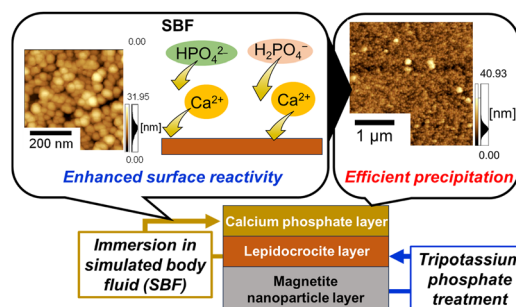 SBF
0.00
HPO₄²⁻
H₂PO₄⁻
31.95
[nm]
0.00
Ca²⁺
Ca²⁺
200 nm
40.93
[nm]
0.00
1 µm
Enhanced surface reactivity
Efficient precipitation
Immersion in
simulated body
fluid (SBF)
Calcium phosphate layer
Lepidocrocite layer
Magnetite
nanoparticle layer
Tripotassium
phosphate
treatment